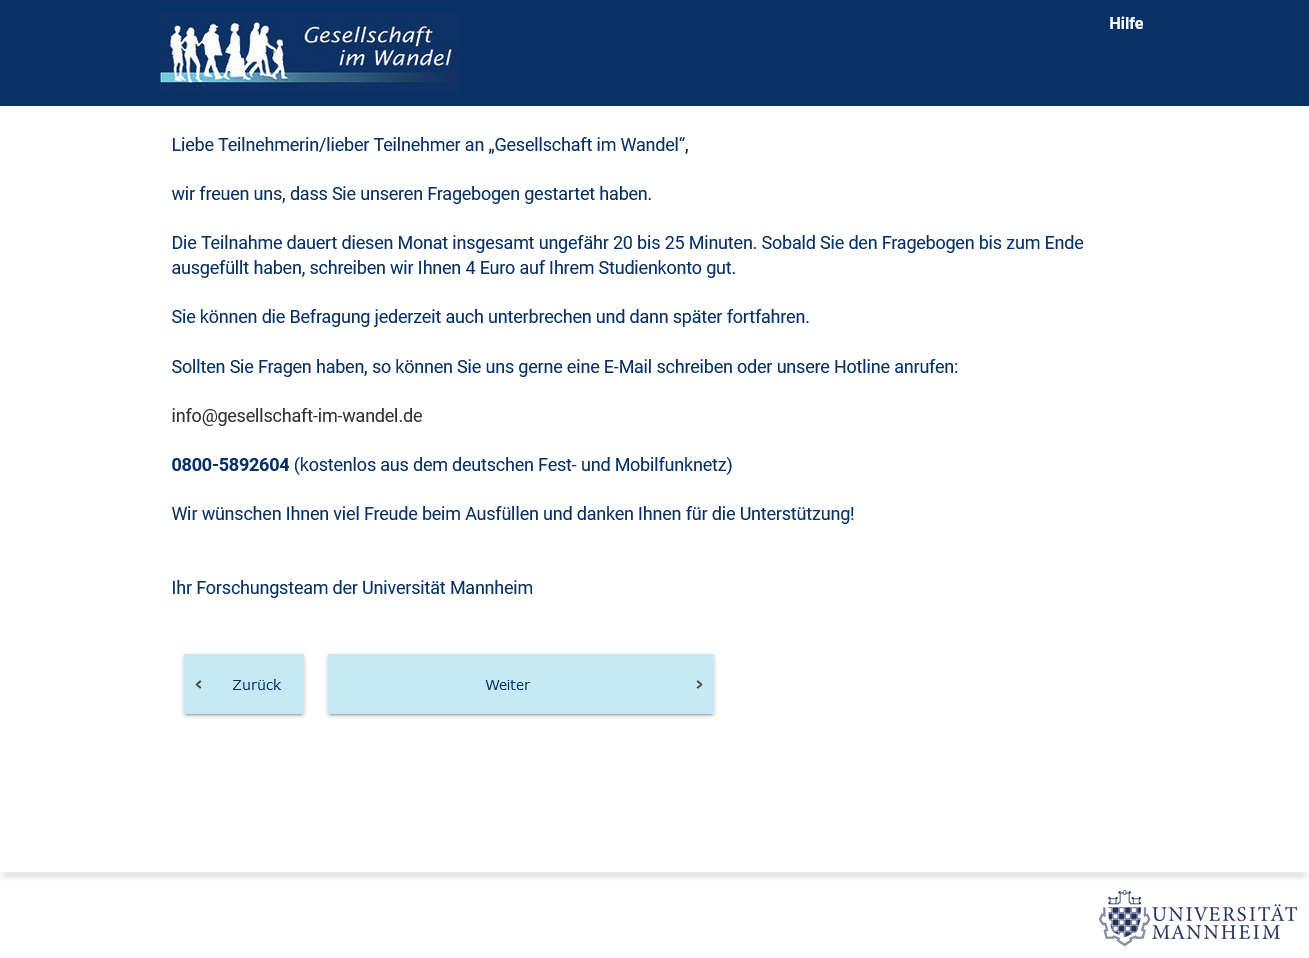 Gesellschaft
im Wandel
Hilfe
Liebe Teilnehmerin/lieber Teilnehmer an „Gesellschaft im Wandel“,
wir freuen uns, dass Sie unseren Fragebogen gestartet haben.
Die Teilnahme dauert diesen Monat insgesamt ungefähr 20 bis 25 Minuten. Sobald Sie den Fragebogen bis zum Ende
ausgefüllt haben, schreiben wir Ihnen 4 Euro auf Ihrem Studienkonto gut.
Sie können die Befragung jederzeit auch unterbrechen und dann später fortfahren.
Sollten Sie Fragen haben, so können Sie uns gerne eine E-Mail schreiben oder unsere Hotline anrufen:
info@gesellschaft-im-wandel.de
0800-5892604 (kostenlos aus dem deutschen Fest- und Mobilfunknetz)
Wir wünschen Ihnen viel Freude beim Ausfüllen und danken Ihnen für die Unterstützung!
Ihr Forschungsteam der Universität Mannheim
Zurück
Weiter
UNIVERSITÄT
MANNHEIM